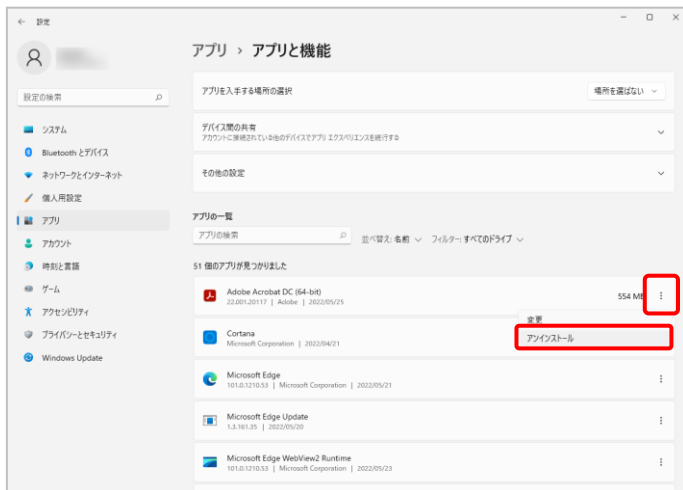 設定
アプリ › アプリと機能
設定の検索
システム
Bluetooth とデバイス
ネットワークとインターネット
個人用設定
アプリ
アカウント
時刻と言語
ゲーム
アクセシビリティ
プライバシーとセキュリティ
Windows Update
アプリを入手する場所の選択
場所を選ばない
デバイス間の共有
アカウントに接続されている他のデバイスでアプリ エクスペリエンスを続行する
その他の設定
アプリの一覧
アプリの検索
並べ替え: 名前 フィルター: すべてのドライブ
51 個のアプリが見つかりました
Adobe Acrobat DC (64-bit)
22.001.20117 | Adobe | 2022/05/25
554 MB
変更
アンインストール
Cortana
Microsoft Corporation | 2022/04/21
Microsoft Edge
101.0.1210.53 | Microsoft Corporation | 2022/05/21
Microsoft Edge Update
1.3.161.35 | 2022/05/20
Microsoft Edge WebView2 Runtime
101.0.1210.53 | Microsoft Corporation | 2022/05/23